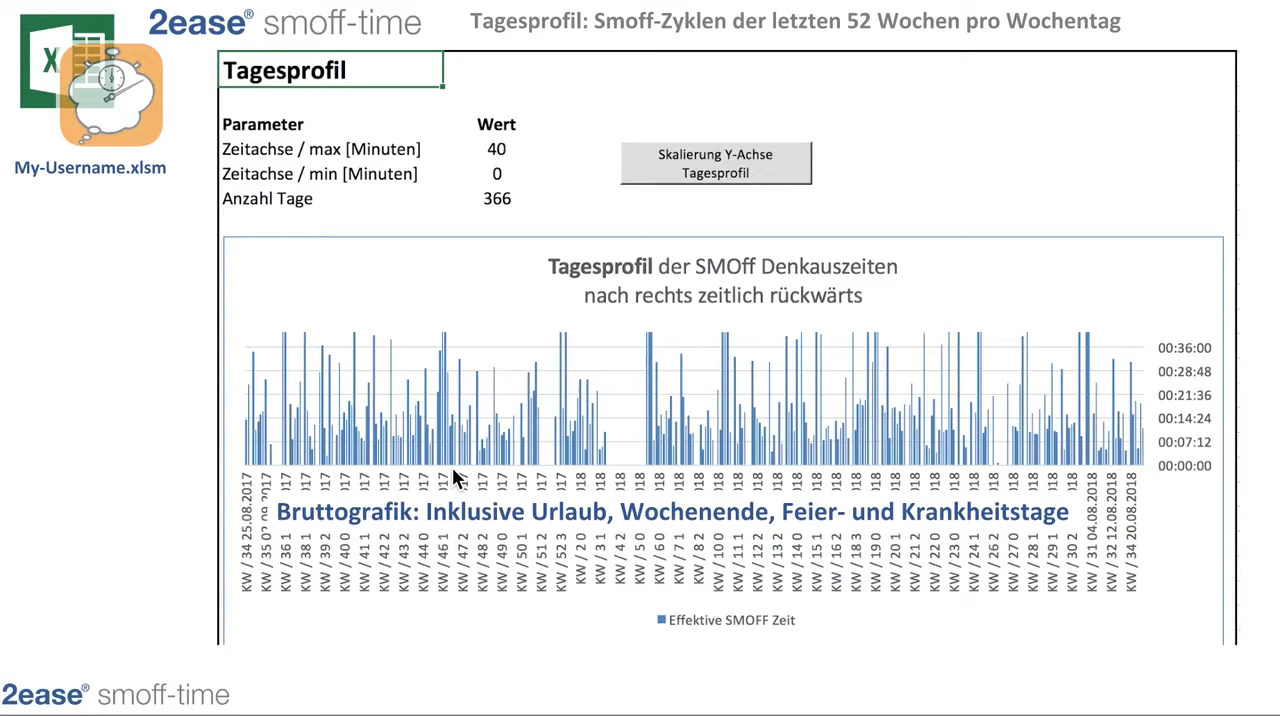 2ease® smoff-time
Tagesprofil: Smoff-Zyklen der letzten 52 Wochen pro Wochentag
X
My-Username.xlsm
Tagesprofil
Parameter Wert
Zeitachse / max [Minuten] 40
Zeitachse / min [Minuten] 0
Anzahl Tage 366
Skalierung Y-Achse
Tagesprofil
Tagesprofil der SMOff Denkauszeiten
nach rechts zeitlich rückwärts
00:36:00
00:28:48
00:21:36
00:14:24
00:07:12
00:00:00
KW / 34 25.08.2017
KW / 31 04.08.2018
KW / 32 12.08.2018
KW / 34 20.08.2018
Bruttografik: Inklusive Urlaub, Wochenende, Feier- und Krankheitstage
Effektive SMOFF Zeit
2ease® smoff-time